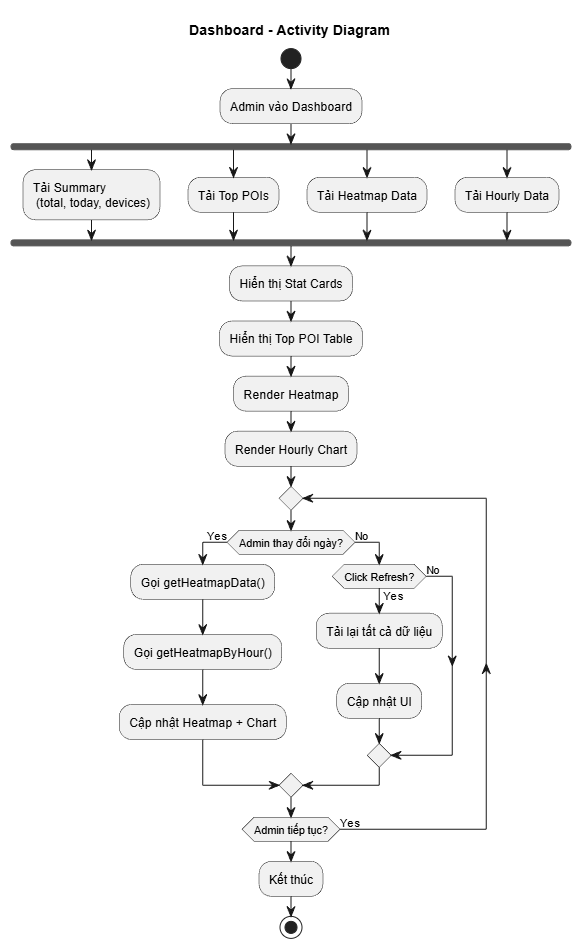 Dashboard - Activity Diagram
Admin vào Dashboard
Tải Summary
(total, today, devices)
Tải Top POIs
Tải Heatmap Data
Tải Hourly Data
Hiển thị Stat Cards
Hiển thị Top POI Table
Render Heatmap
Render Hourly Chart
Admin thay đổi ngày?
Yes
No
Gọi getHeatmapData()
Gọi getHeatmapByHour()
Cập nhật Heatmap + Chart
Click Refresh?
No
Yes
Tải lại tất cả dữ liệu
Cập nhật UI
Admin tiếp tục?
Yes
Kết thúc